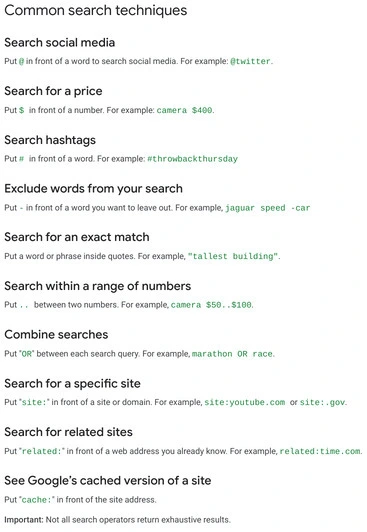 Common search techniques
Search social media
Put @ in front of a word to search social media. For example: @twitter.
Search for a price
Put $ in front of a number. For example: camera $400.
Search hashtags
Put # in front of a word. For example: #throwbackthursday
Exclude words from your search
Put - in front of a word you want to leave out. For example, jaguar speed -car
Search for an exact match
Put a word or phrase inside quotes. For example, "tallest building".
Search within a range of numbers
Put .. between two numbers. For example, camera $50..$100.
Combine searches
Put "OR" between each search query. For example, marathon OR race.
Search for a specific site
Put "site:" in front of a site or domain. For example, site:youtube.com or site:.gov.
Search for related sites
Put "related:" in front of a web address you already know. For example, related:time.com.
See Google's cached version of a site
Put "cache:" in front of the site address.
Important: Not all search operators return exhaustive results.